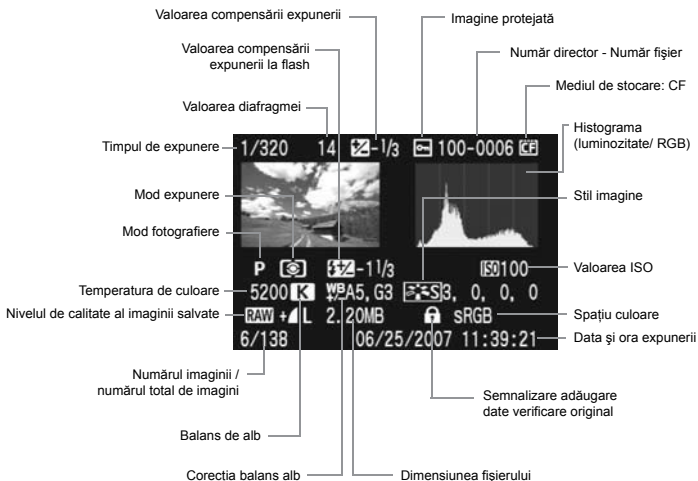 Valoarea compensării expunerii
Imagine protejată
Valoarea compensării
expunerii la flash
Număr director - Număr fişier
Mediul de stocare: CF
Valoarea diafragmei
Histograma
(luminozitate/ RGB)
Timpul de expunere
1/320 14 -1/3 100-0006 CF
Mod expunere
Stil imagine
Mod fotografiere
P -1 1/3 ISO 100
Valoarea ISO
Temperatura de culoare
5200 K WB A5, G3 S 3, 0, 0, 0
Nivelul de calitate al imaginii salvate
RAW + L 2.20MB sRGB
Spaţiu culoare
6/138 06/25/2007 11:39:21
Data şi ora expunerii
Numărul imaginii /
numărul total de imagini
Semnalizare adăugare
date verificare original
Balans de alb
Corecţia balans alb
Dimensiunea fişierului